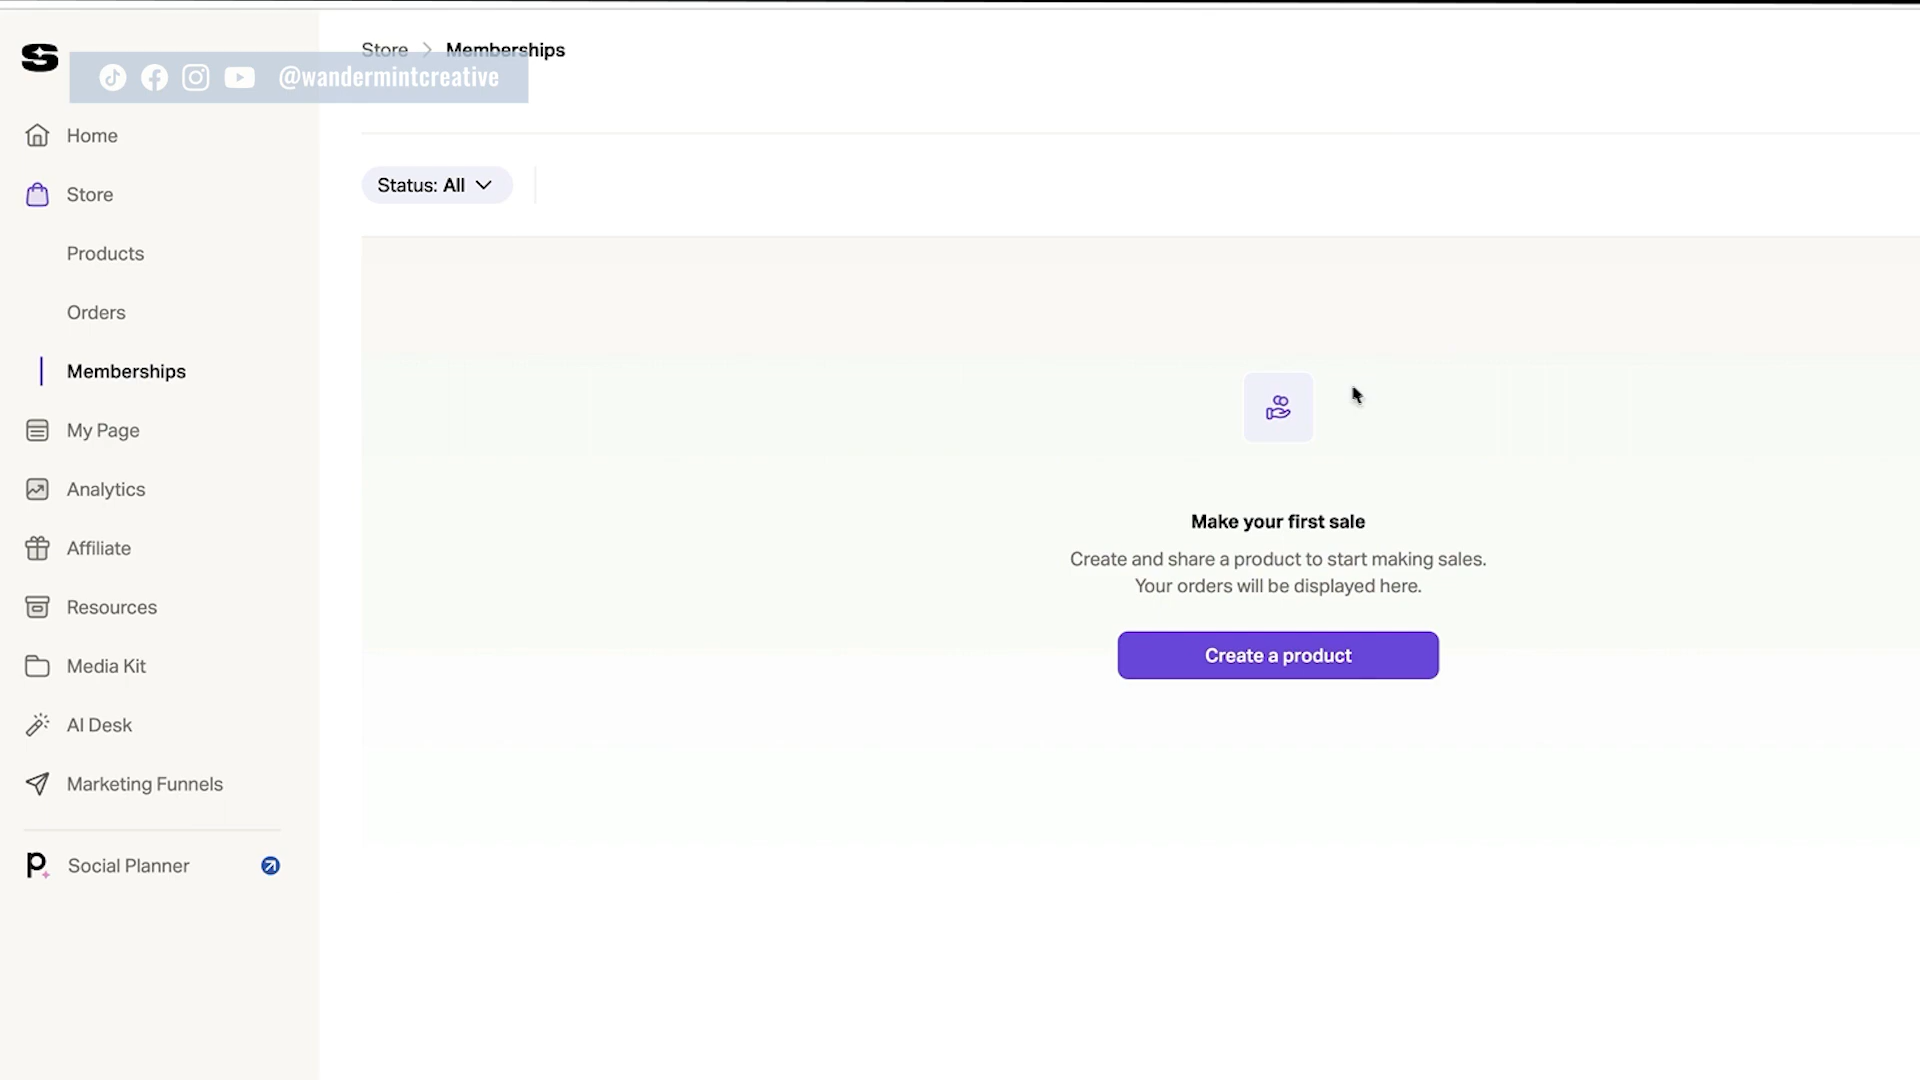 Store > Memberships
@wandermintcreative
Home
Store
Products
Orders
Memberships
My Page
Analytics
Affiliate
Resources
Media Kit
AI Desk
Marketing Funnels
Social Planner
Status: All
Make your first sale
Create and share a product to start making sales.
Your orders will be displayed here.
Create a product